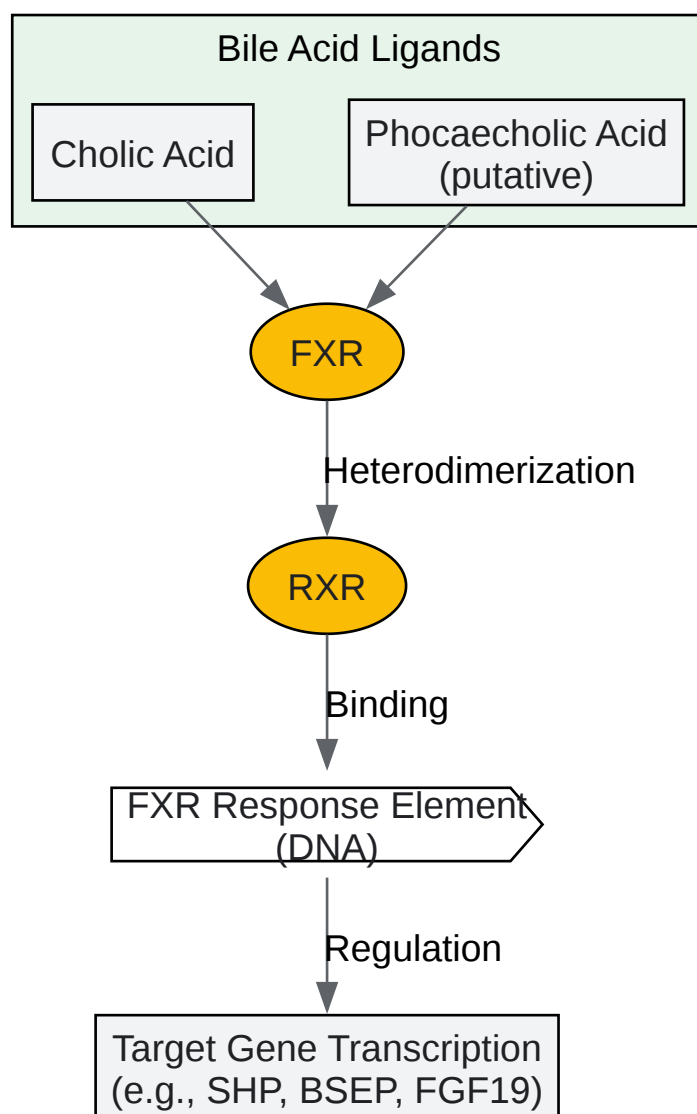 Bile Acid Ligands
Cholic Acid
Phocaecholic Acid
(putative)
FXR
Heterodimerization
RXR
Binding
FXR Response Element
(DNA)
Regulation
Target Gene Transcription
(e.g., SHP, BSEP, FGF19)